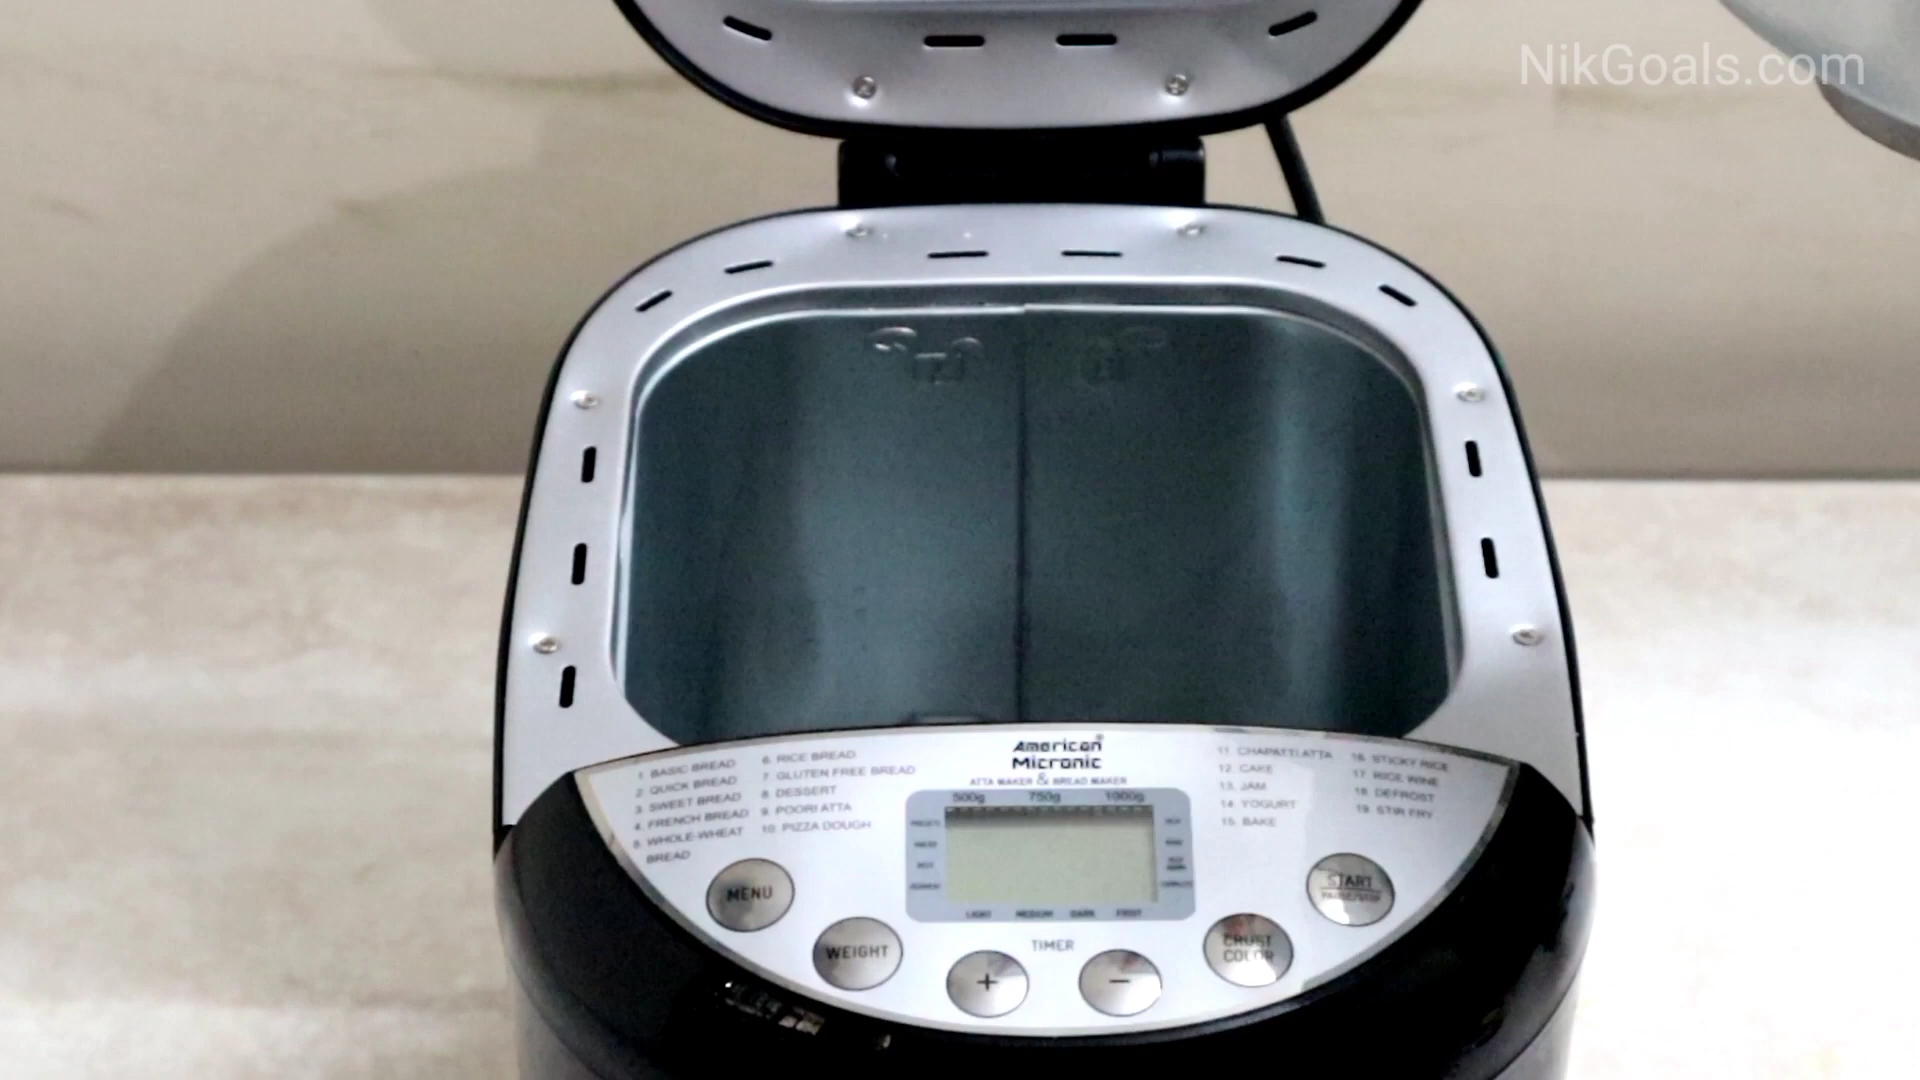 NikGoals.com
American®
Micronic
ATTA MAKER & BREAD MAKER
1 BASIC BREAD
2 QUICK BREAD
3 SWEET BREAD
4. FRENCH BREAD
5. WHOLE-WHEAT
BREAD
6. RICE BREAD
7 GLUTEN FREE BREAD
8 DESSERT
9. POORI ATTA
10. PIZZA DOUGH
500g 750g 1000g
LIGHT MEDIUM DARK
11. CHAPATTI ATTA
12. CAKE
13. JAM
14. YOGURT
15. BAKE
16. STICKY RICE
17. RICE WINE
18. DEFROST
19. STIR FRY
MENU
WEIGHT
TIMER
+
−
CRUST
COLOR
START
PAUSE/STOP